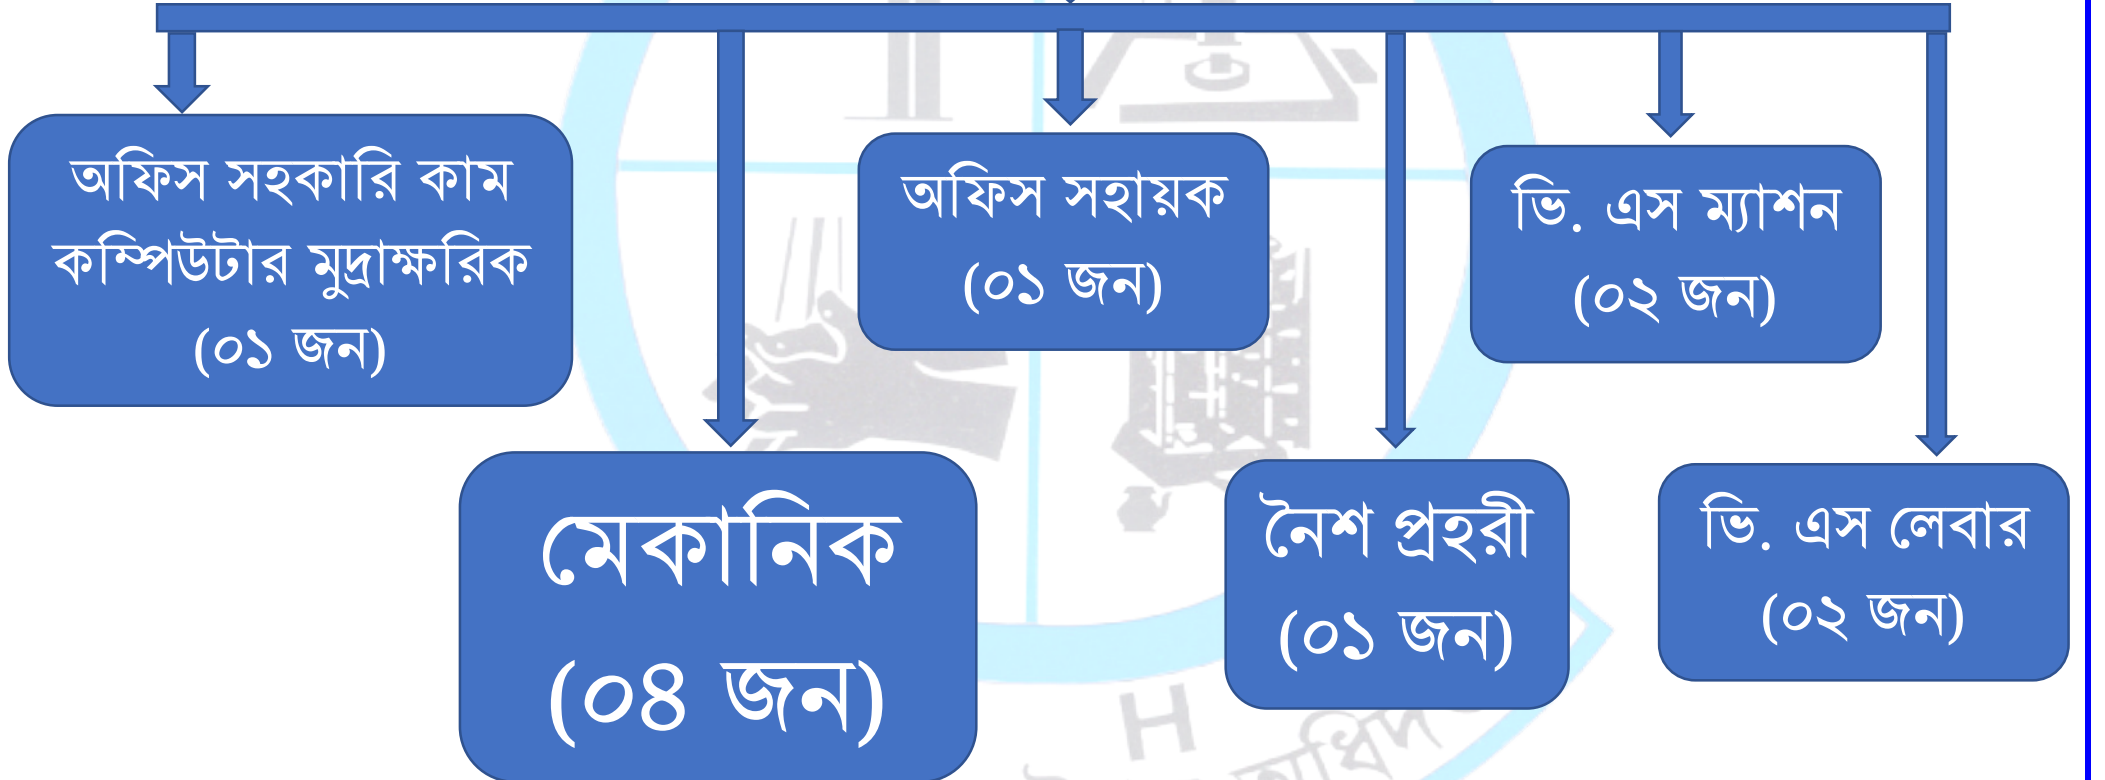 অফিস সহকারি কাম
কম্পিউটার মুদ্রাক্ষরিক
(০১ জন)
অফিস সহায়ক
(০১ জন)
ভি. এস ম্যাশন
(০২ জন)
মেকানিক
(০৪ জন)
নৈশ প্রহরী
(০১ জন)
ভি. এস লেবার
(০২ জন)
H